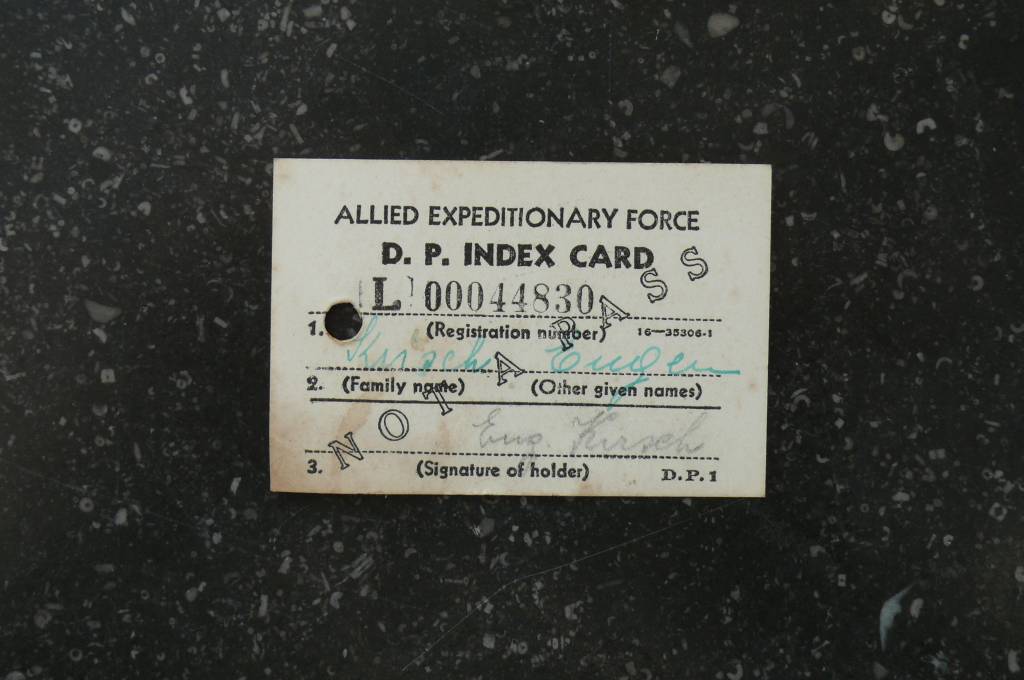 ALLIED EXPEDITIONARY FORCE
D. P. INDEX CARD
L 00044830
1. (Registration number) 16—35306-1
Kirsch Eugen
2. (Family name) (Other given names)
Eug. Kirsch
3. (Signature of holder) D.P.1
NOT A PASS